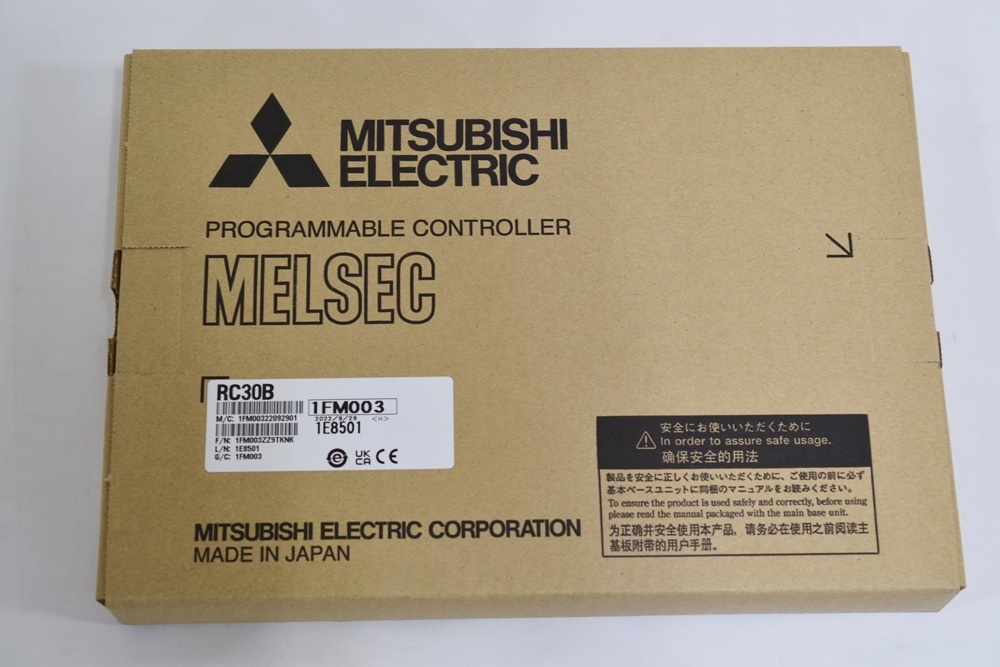 MITSUBISHI
ELECTRIC
PROGRAMMABLE CONTROLLER
MELSEC
RC30B
1FM003
M/C: 1FM00322092901
2022/9/29 <H>
1E8501
F/N: 1FM003ZZ9TKNK
L/N: 1E8501
G/C: 1FM003
UK
CA CE
MITSUBISHI ELECTRIC CORPORATION
MADE IN JAPAN
安全にお使いいただくために
In order to assure safe usage.
确保安全的用法
製品を安全に正しくお使いいただくために、ご使用の前に必ず
基本ベースユニットに同梱のマニュアルをお読みください。
To ensure the product is used safely and correctly, before using
please read the manual packaged with the main base unit.
为正确并安全使用本产品，请务必在使用之前阅读主
基板附带的用户手册。